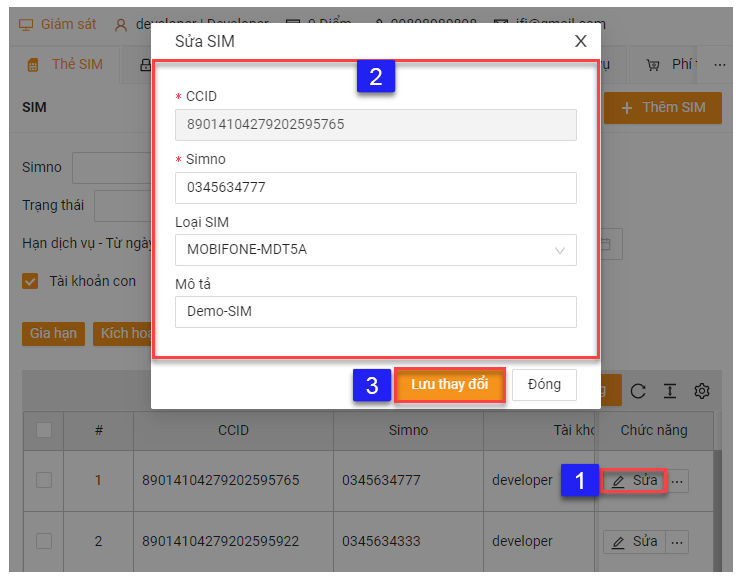 Giám sát developer | Developer 0 Điểm 00898989898 ifi@gmail.com
Thẻ SIM Phí
SIM
+ Thêm SIM
Simno
Trạng thái
Hạn dịch vụ - Từ ngày
Tài khoản con
Gia hạn Kích hoạ
Sửa SIM X
2
* CCID
89014104279202595765
* Simno
0345634777
Loại SIM
MOBIFONE-MDT5A
Mô tả
Demo-SIM
3 Lưu thay đổi Đóng
# CCID Simno Tài kho Chức năng
1 89014104279202595765 0345634777 developer 1 Sửa ...
2 89014104279202595922 0345634333 developer Sửa ...